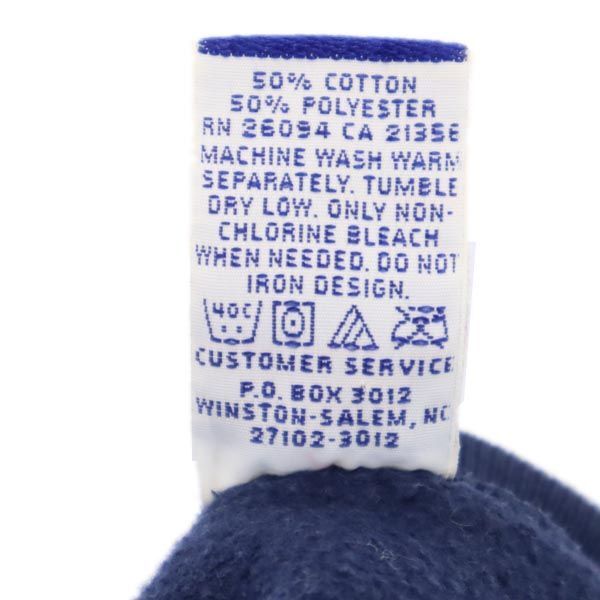 50% COTTON
50% POLYESTER
RN 26094 CA 21356
MACHINE WASH WARM
SEPARATELY. TUMBLE
DRY LOW. ONLY NON-
CHLORINE BLEACH
WHEN NEEDED. DO NOT
IRON DESIGN.
40C
CUSTOMER SERVICE
P.O. BOX 3012
WINSTON-SALEM, NC
27102-3012